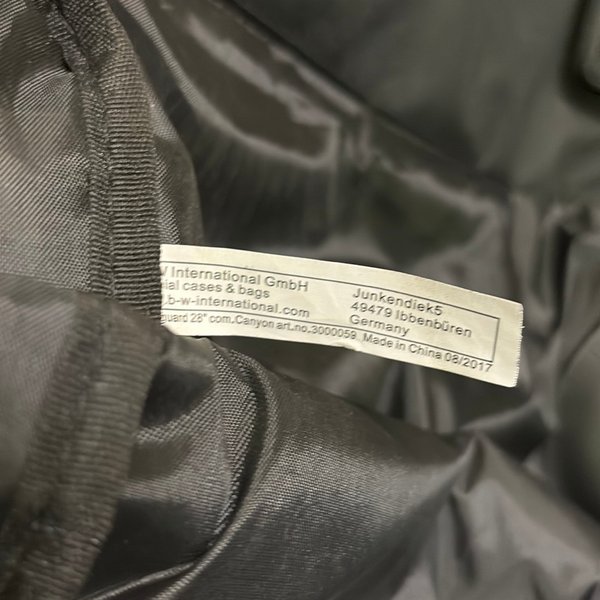 International GmbH
cases & bags
b-w-international.com
28" com.Canyon art.no.3000059, Made in China 08/2017
Junkendiek5
49479 Ibbenbüren
Germany